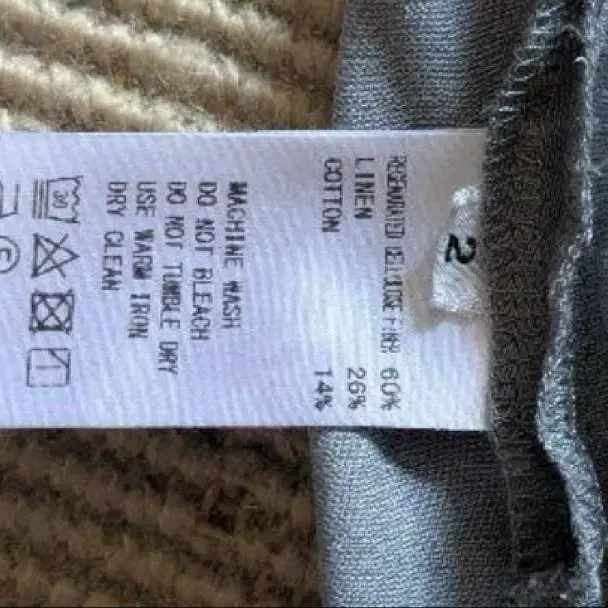 2
REGENERATED CELLULOSE FIBER 60%
LINEN 26%
COTTON 14%
MACHINE WASH
DO NOT BLEACH
DO NOT TUMBLE DRY
USE WARM IRON
DRY CLEAN
30